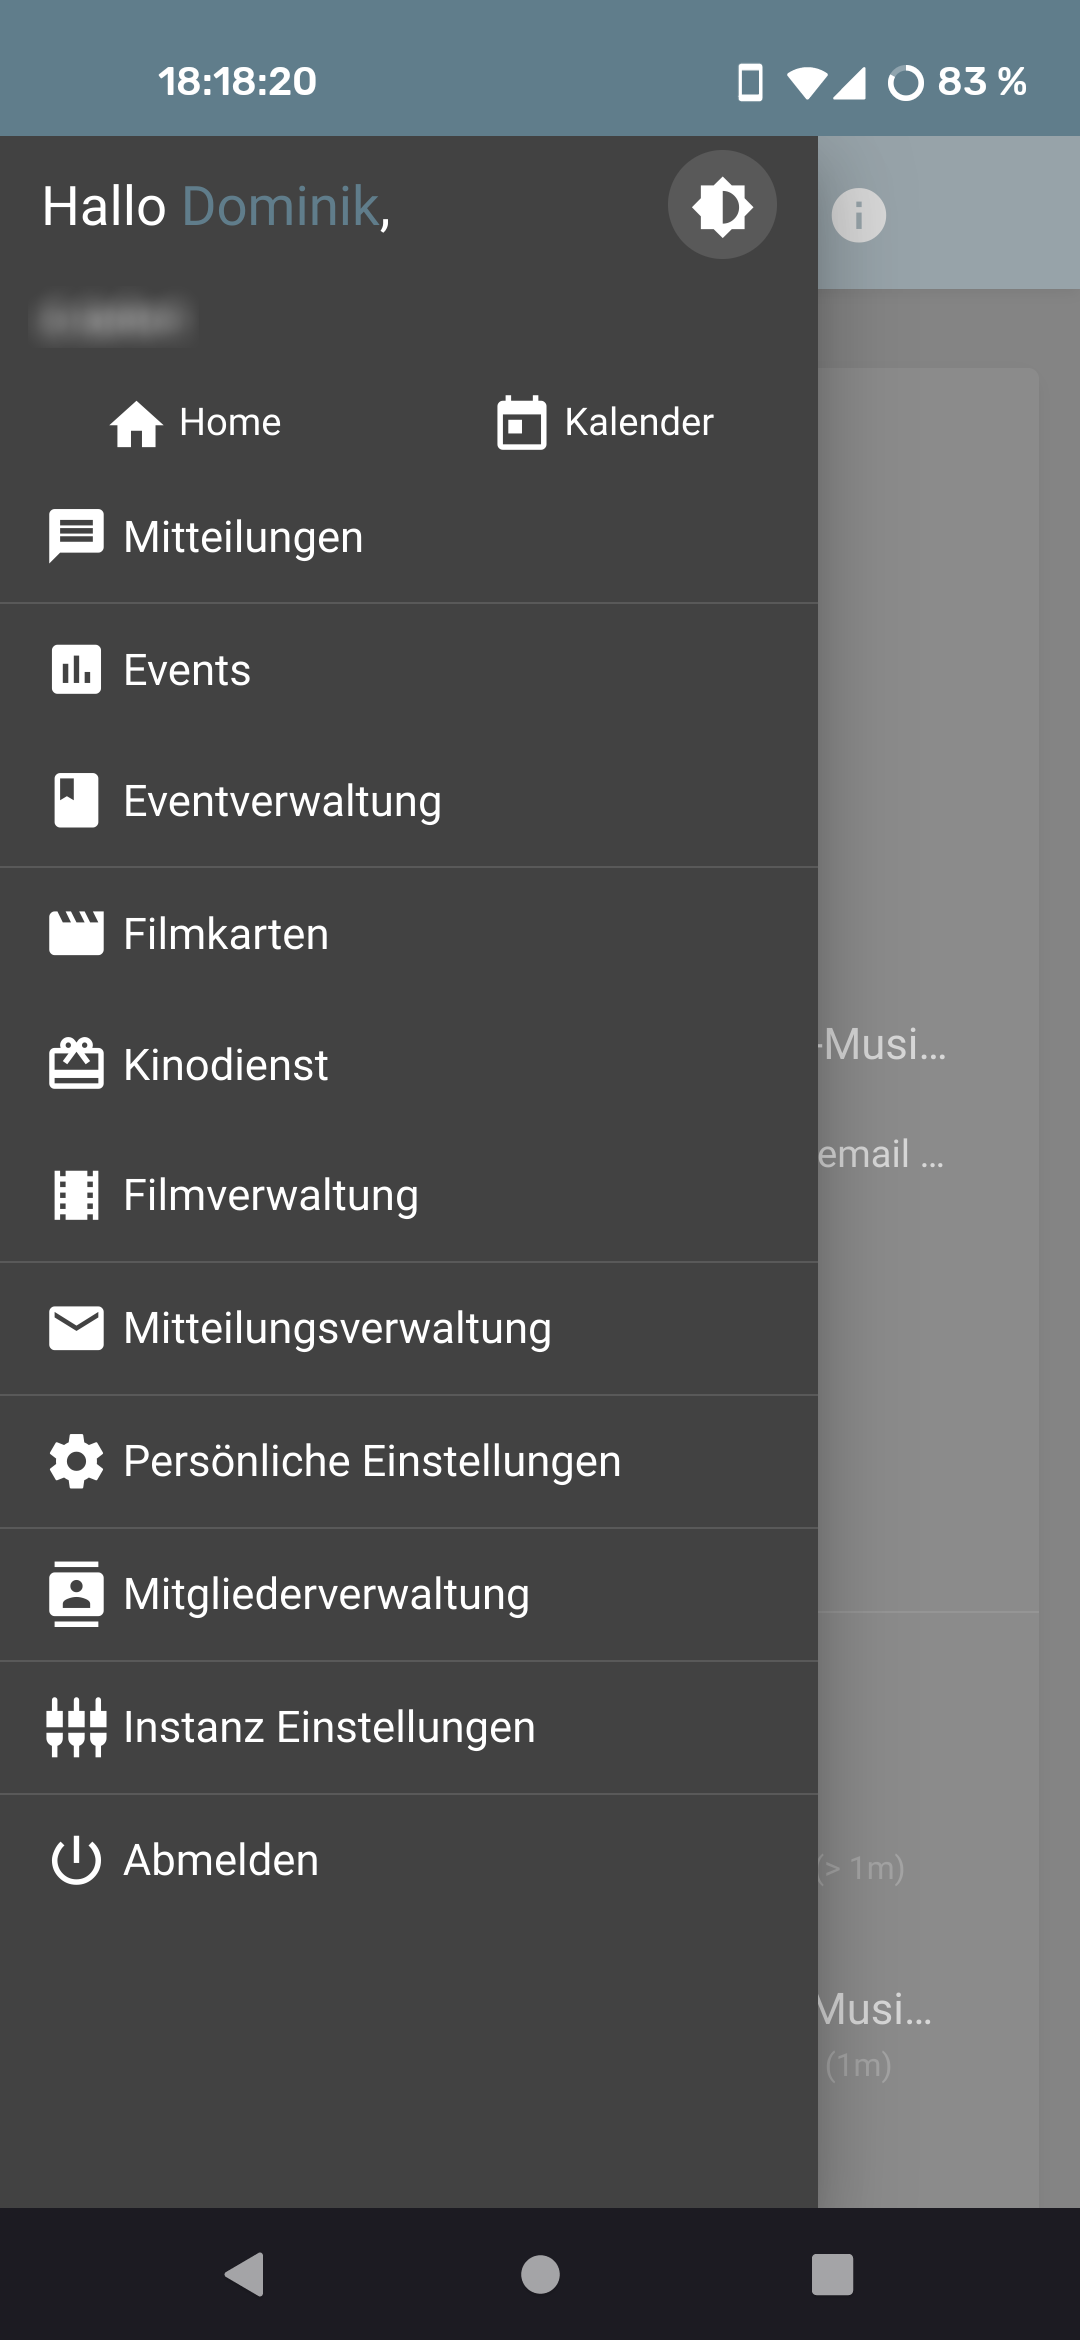 18:18:20 83 %
Hallo Dominik,
Home Kalender
Mitteilungen
Events
Eventverwaltung
Filmkarten
-Musi...
Kinodienst
email ...
Filmverwaltung
Mitteilungsverwaltung
Persönliche Einstellungen
Mitgliederverwaltung
Instanz Einstellungen
Abmelden
(> 1m)
Musi...
(1m)